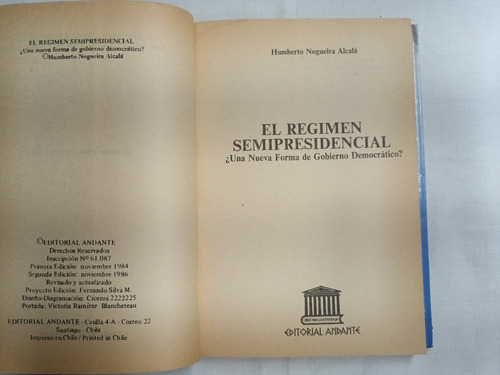 EL REGIMEN SEMIPRESIDENCIAL
¿Una nueva forma de gobierno democrático?
©Humberto Nogueira Alcalá
©EDITORIAL ANDANTE
Derechos Reservados
Inscripción Nº 61.087
Primera Edición: noviembre 1984
Segunda Edición: noviembre 1986
Revisado y actualizado
Proyecto Edición: Fernando Silva M.
Diseño-Diagramación: Cíceros 2222225
Portada: Victoria Ramírez Blancheteau
EDITORIAL ANDANTE - Casilla 4-A - Correo 22
Santiago - Chile
Impreso en Chile / Printed in Chile
Humberto Nogueira Alcalá
EL REGIMEN
SEMIPRESIDENCIAL
¿Una Nueva Forma de Gobierno Democrático?
EDITORIAL ANDANTE